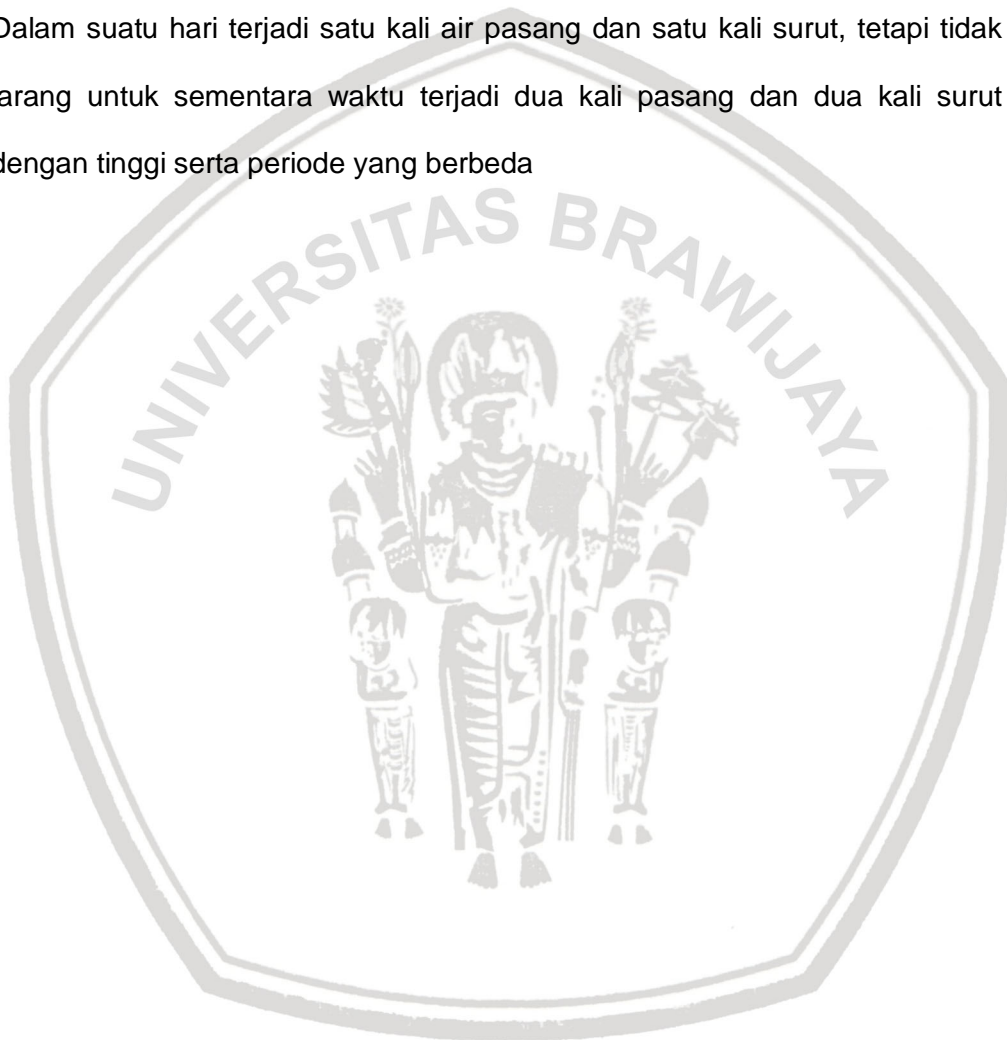 Dalam suatu hari terjadi satu kali air pasang dan satu kali surut, tetapi tidak
jarang untuk sementara waktu terjadi dua kali pasang dan dua kali surut
dengan tinggi serta periode yang berbeda
UNIVERSITAS BRAWIJAYA